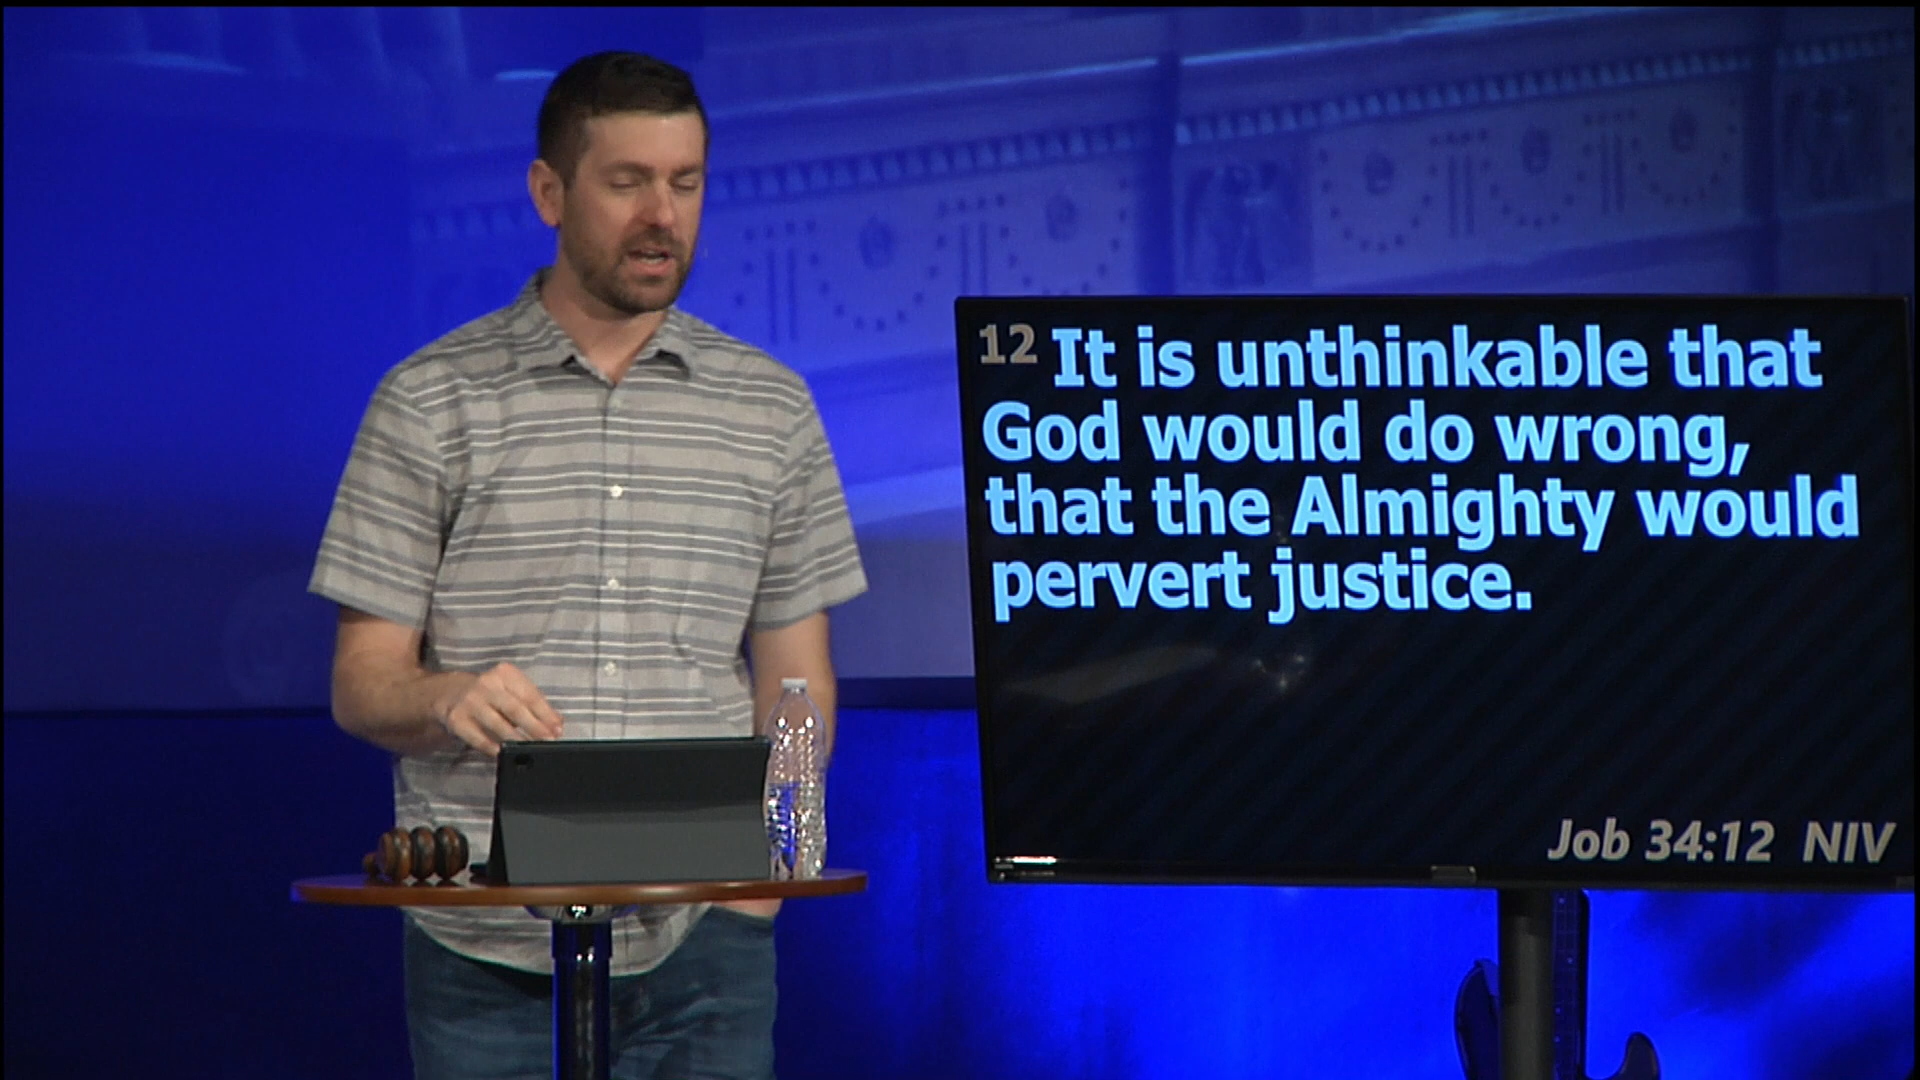 12 It is unthinkable that
God would do wrong,
that the Almighty would
pervert justice.
Job 34:12 NIV